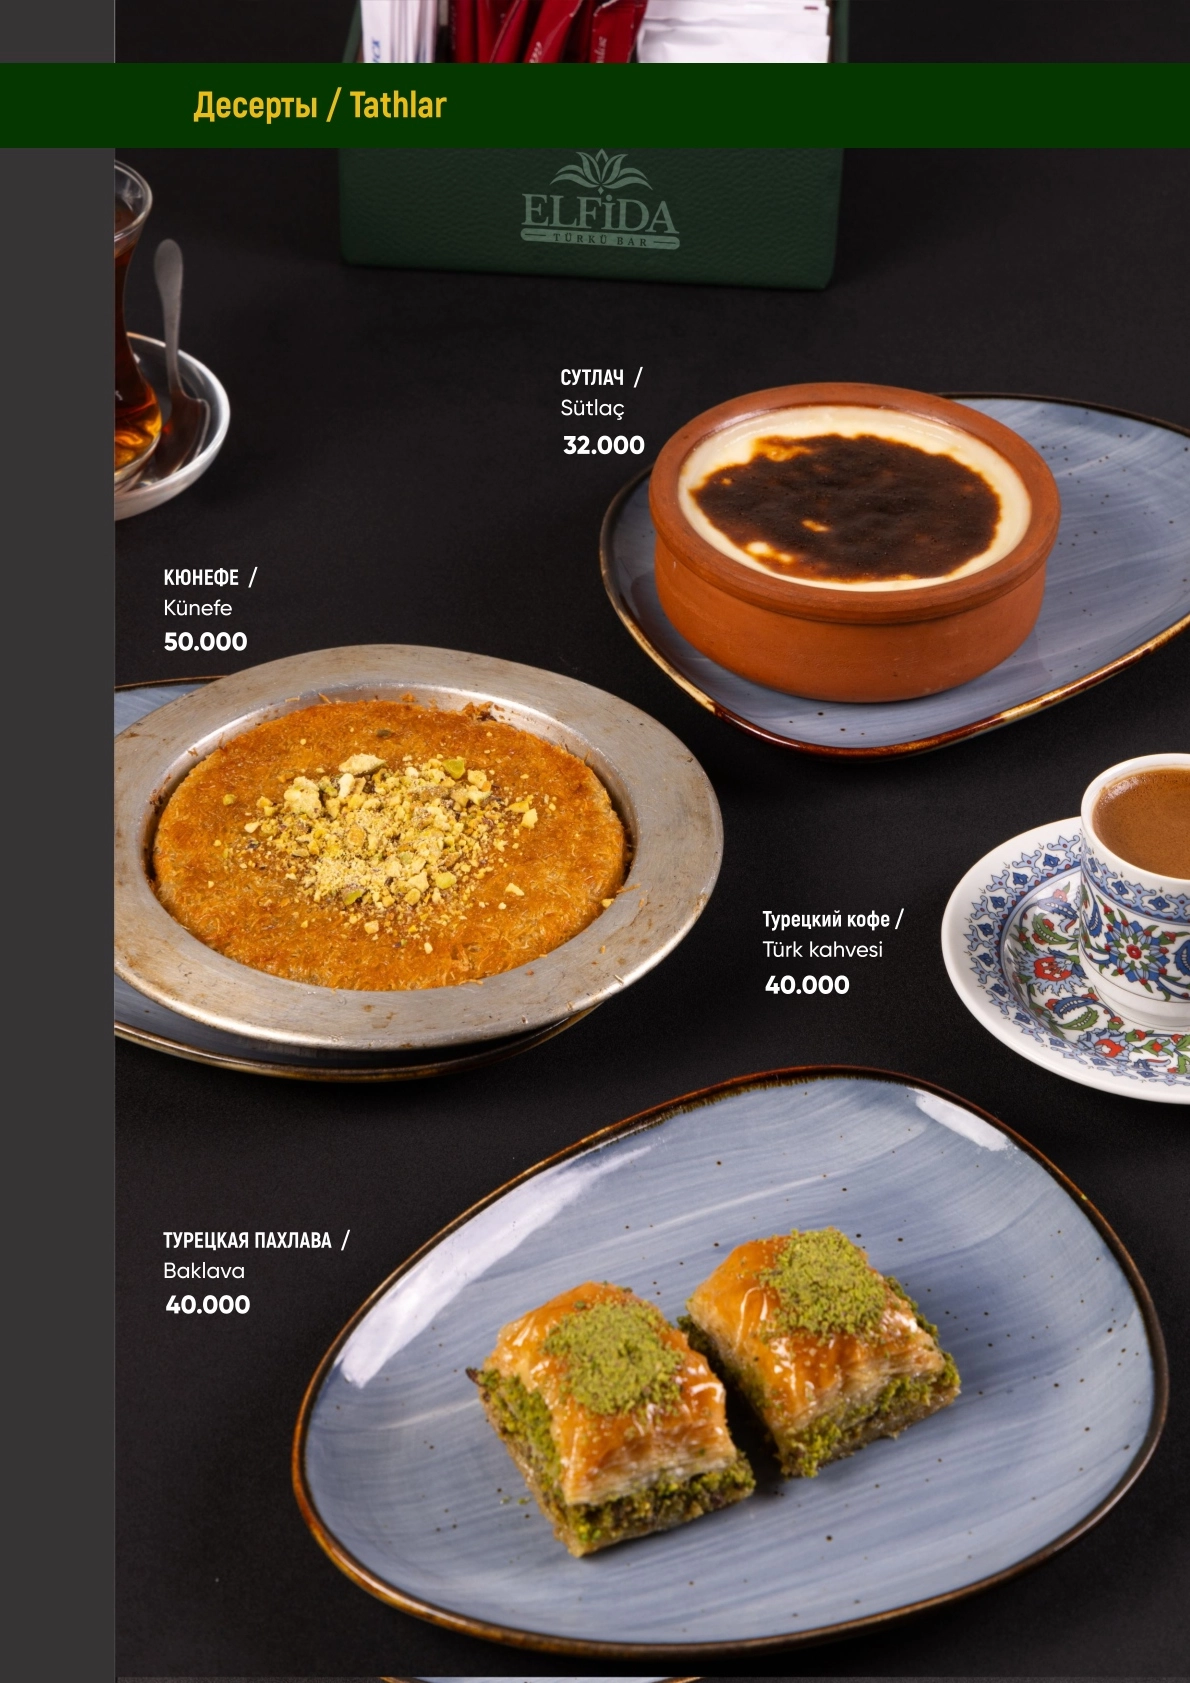 Десерты / Tathlar
ELFİDA
TÜRKÜ BAR
СУТЛАЧ /
Sütlaç
32.000
КЮНЕФЕ /
Künefe
50.000
Турецкий кофе /
Türk kahvesi
40.000
ТУРЕЦКАЯ ПАХЛАВА /
Baklava
40.000